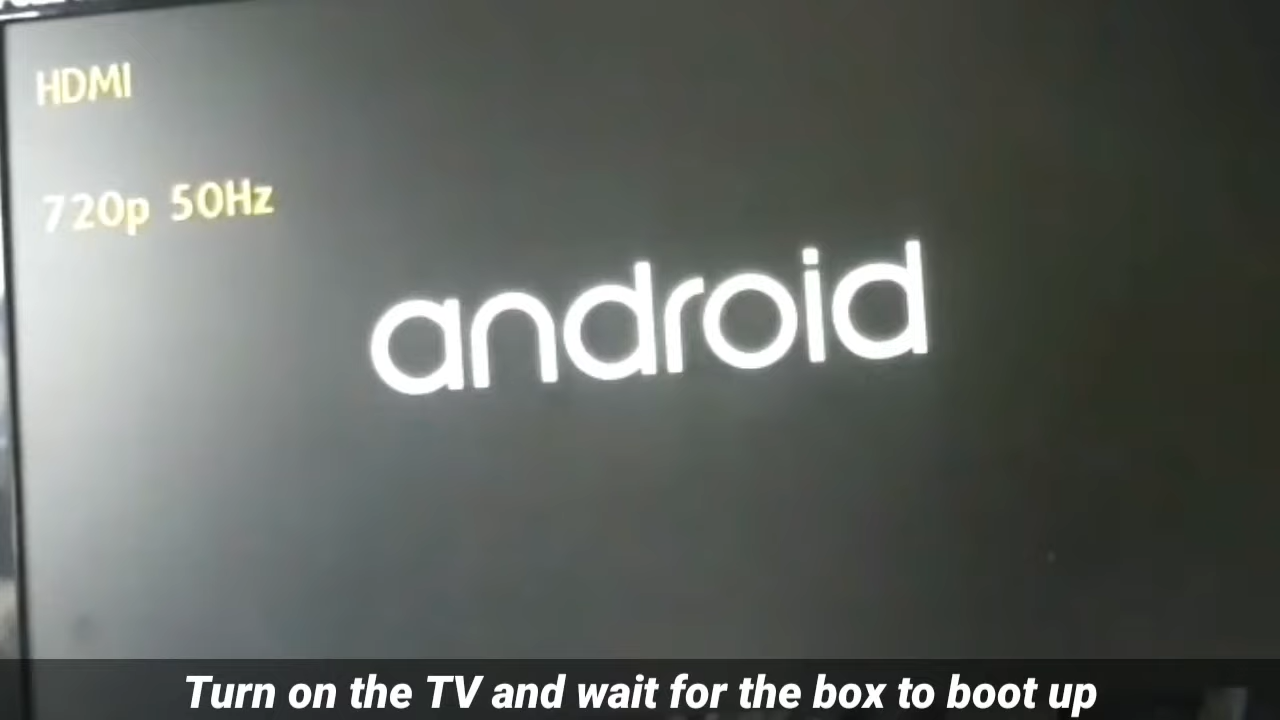 HDMI
720p 50Hz
android
Turn on the TV and wait for the box to boot up